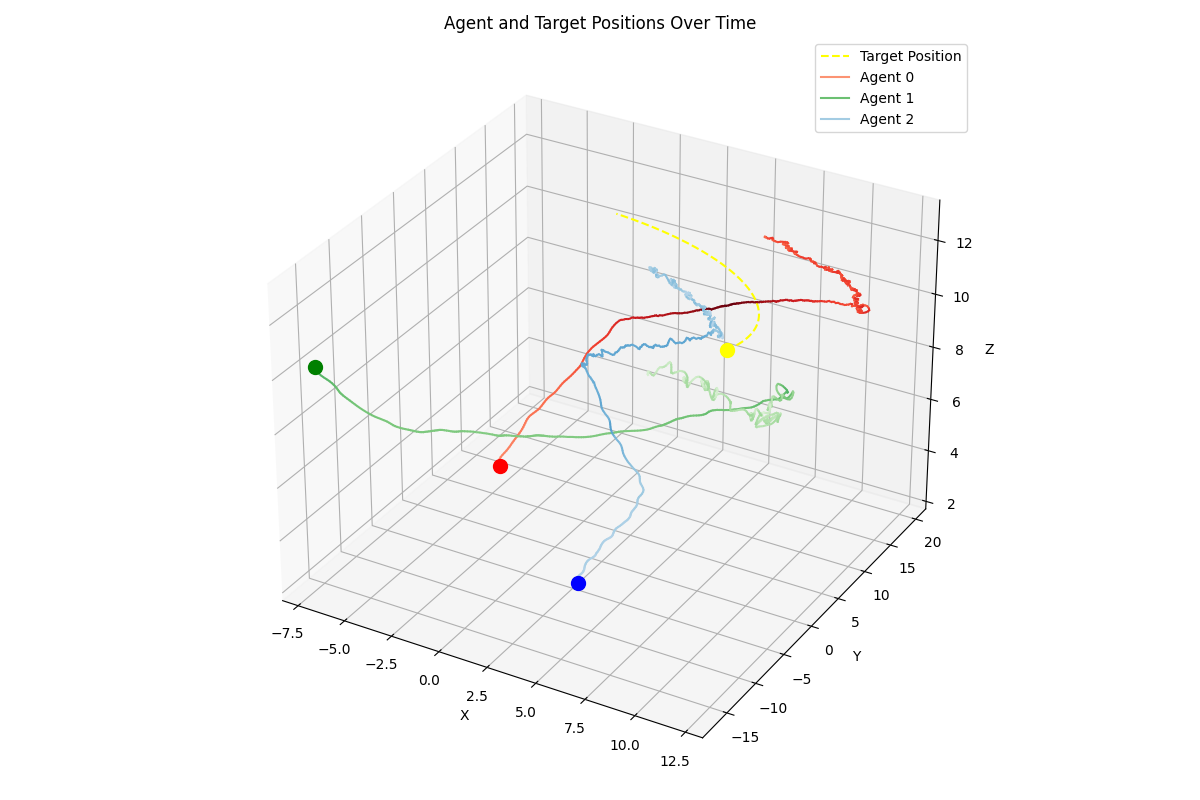 Agent and Target Positions Over Time
Target Position
Agent 0
Agent 1
Agent 2
12
10
8
Z
6
4
2
20
15
10
5
0
Y
−5
−10
−15
−7.5
−5.0
−2.5
0.0
2.5
X
5.0
7.5
10.0
12.5